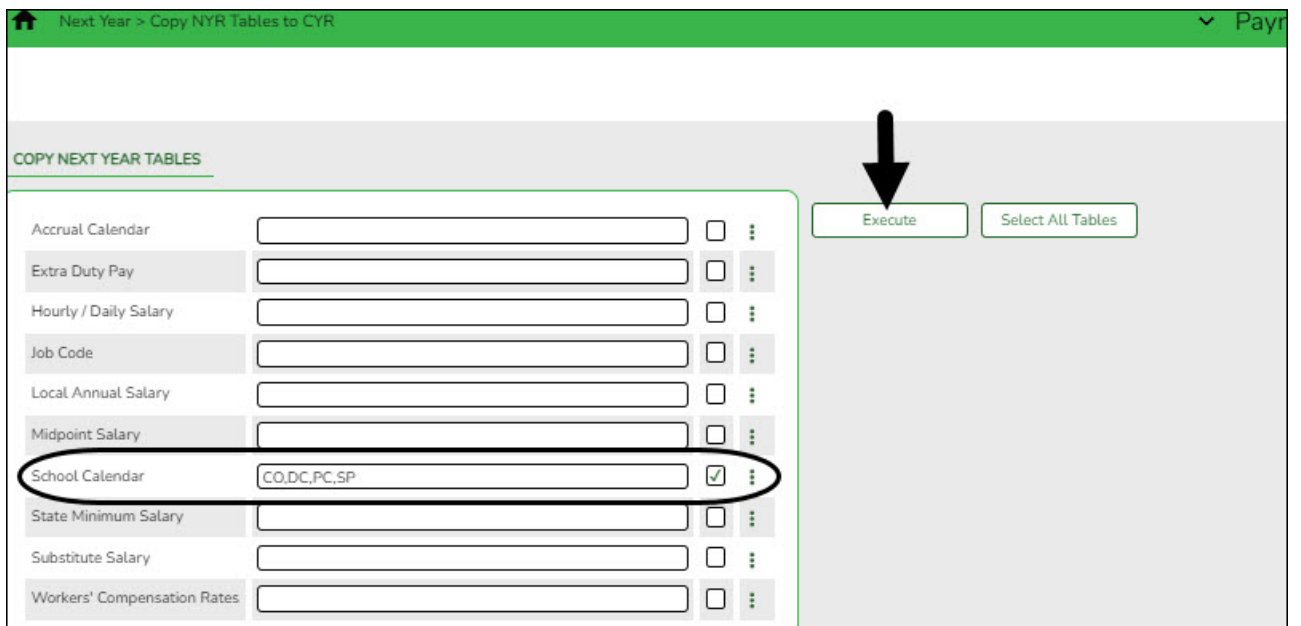 Next Year > Copy NYR Tables to CYR
Payr
COPY NEXT YEAR TABLES
Execute
Select All Tables
Accrual Calendar
Extra Duty Pay
Hourly / Daily Salary
Job Code
Local Annual Salary
Midpoint Salary
School Calendar CO,DC,PC,SP
State Minimum Salary
Substitute Salary
Workers' Compensation Rates